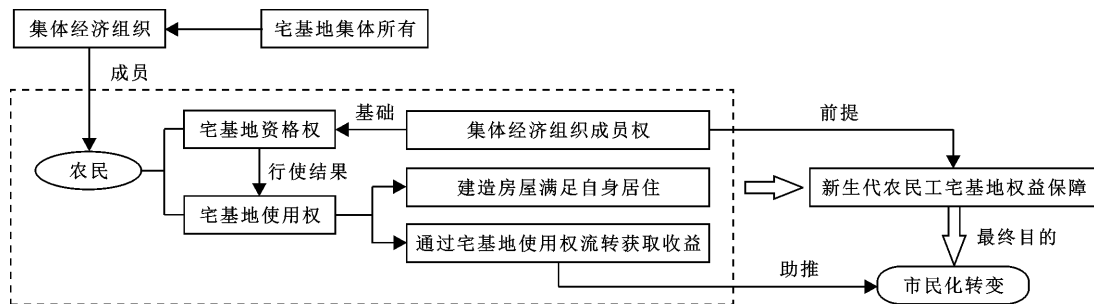 集体经济组织
宅基地集体所有
成员
宅基地资格权
基础
集体经济组织成员权
前提
农民
行使结果
建造房屋满足自身居住
新生代农民工宅基地权益保障
宅基地使用权
通过宅基地使用权流转获取收益
最终目的
助推
市民化转变